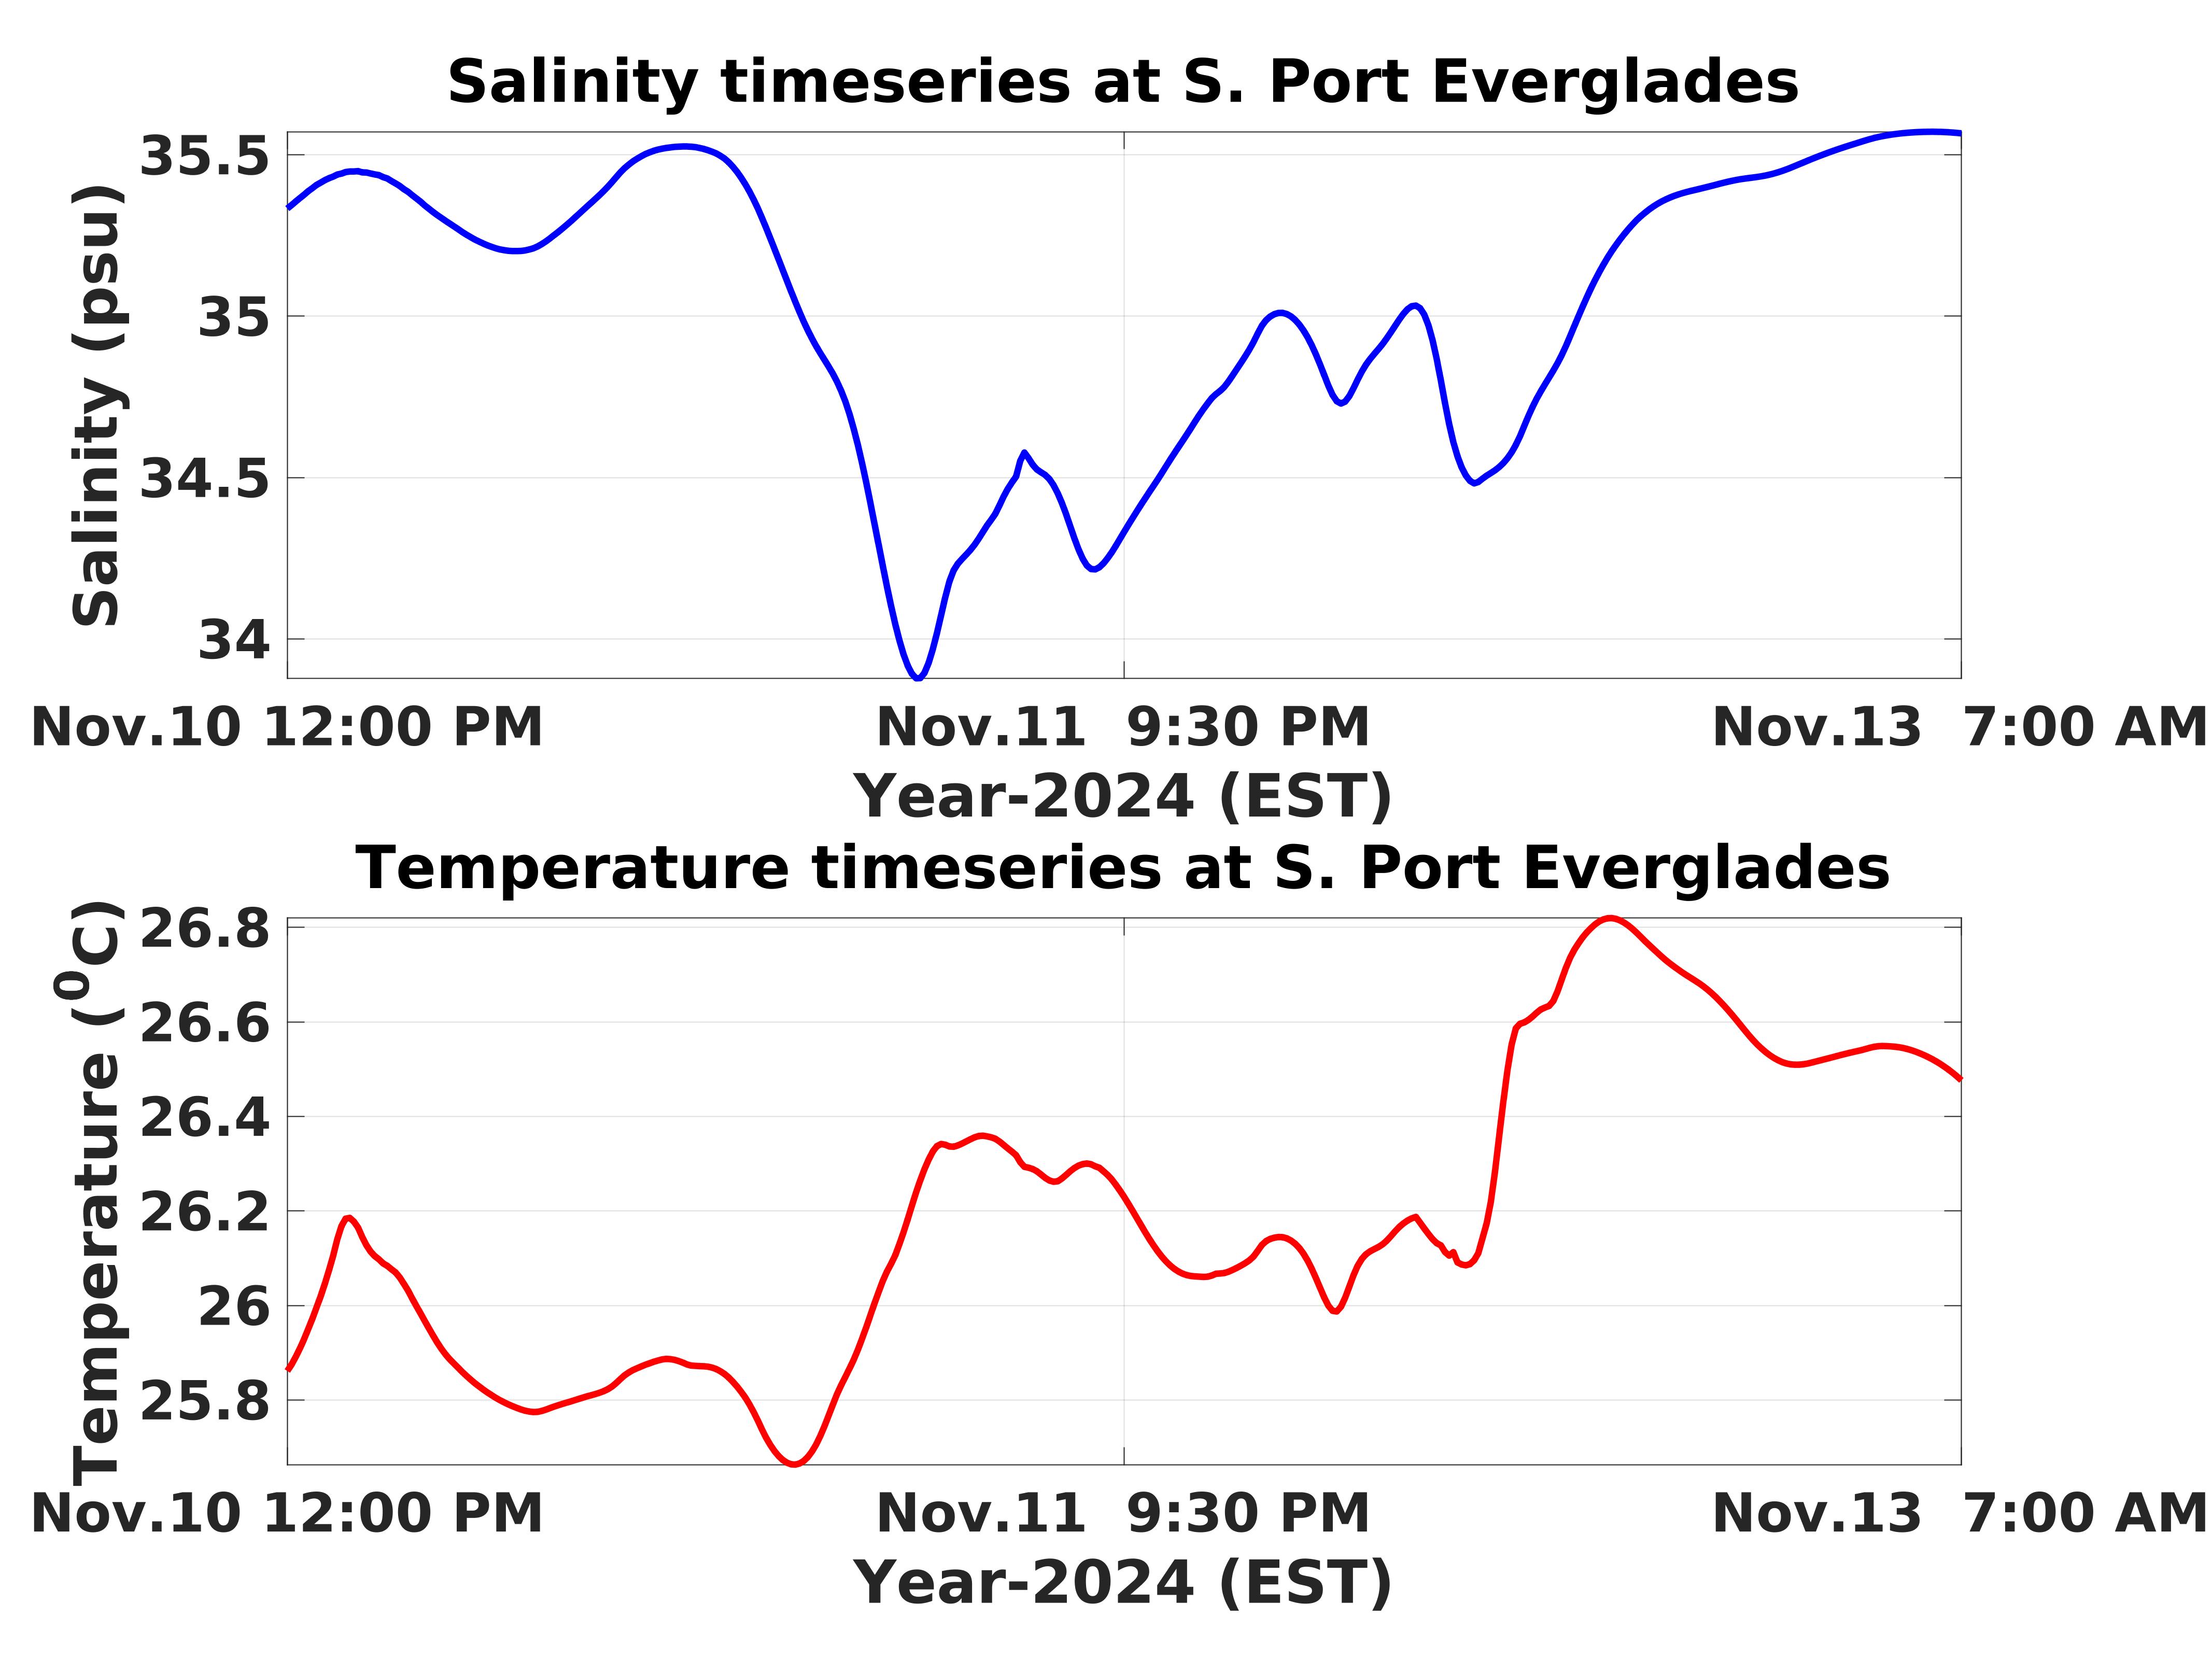 Salinity timeseries at S. Port Everglades
Salinity (psu)
35.5
35
34.5
34
Nov.10 12:00 PM Nov.11  9:30 PM Nov.13  7:00 AM
Year-2024 (EST)
Temperature timeseries at S. Port Everglades
Temperature (⁰C)
26.8
26.6
26.4
26.2
26
25.8
Nov.10 12:00 PM Nov.11  9:30 PM Nov.13  7:00 AM
Year-2024 (EST)